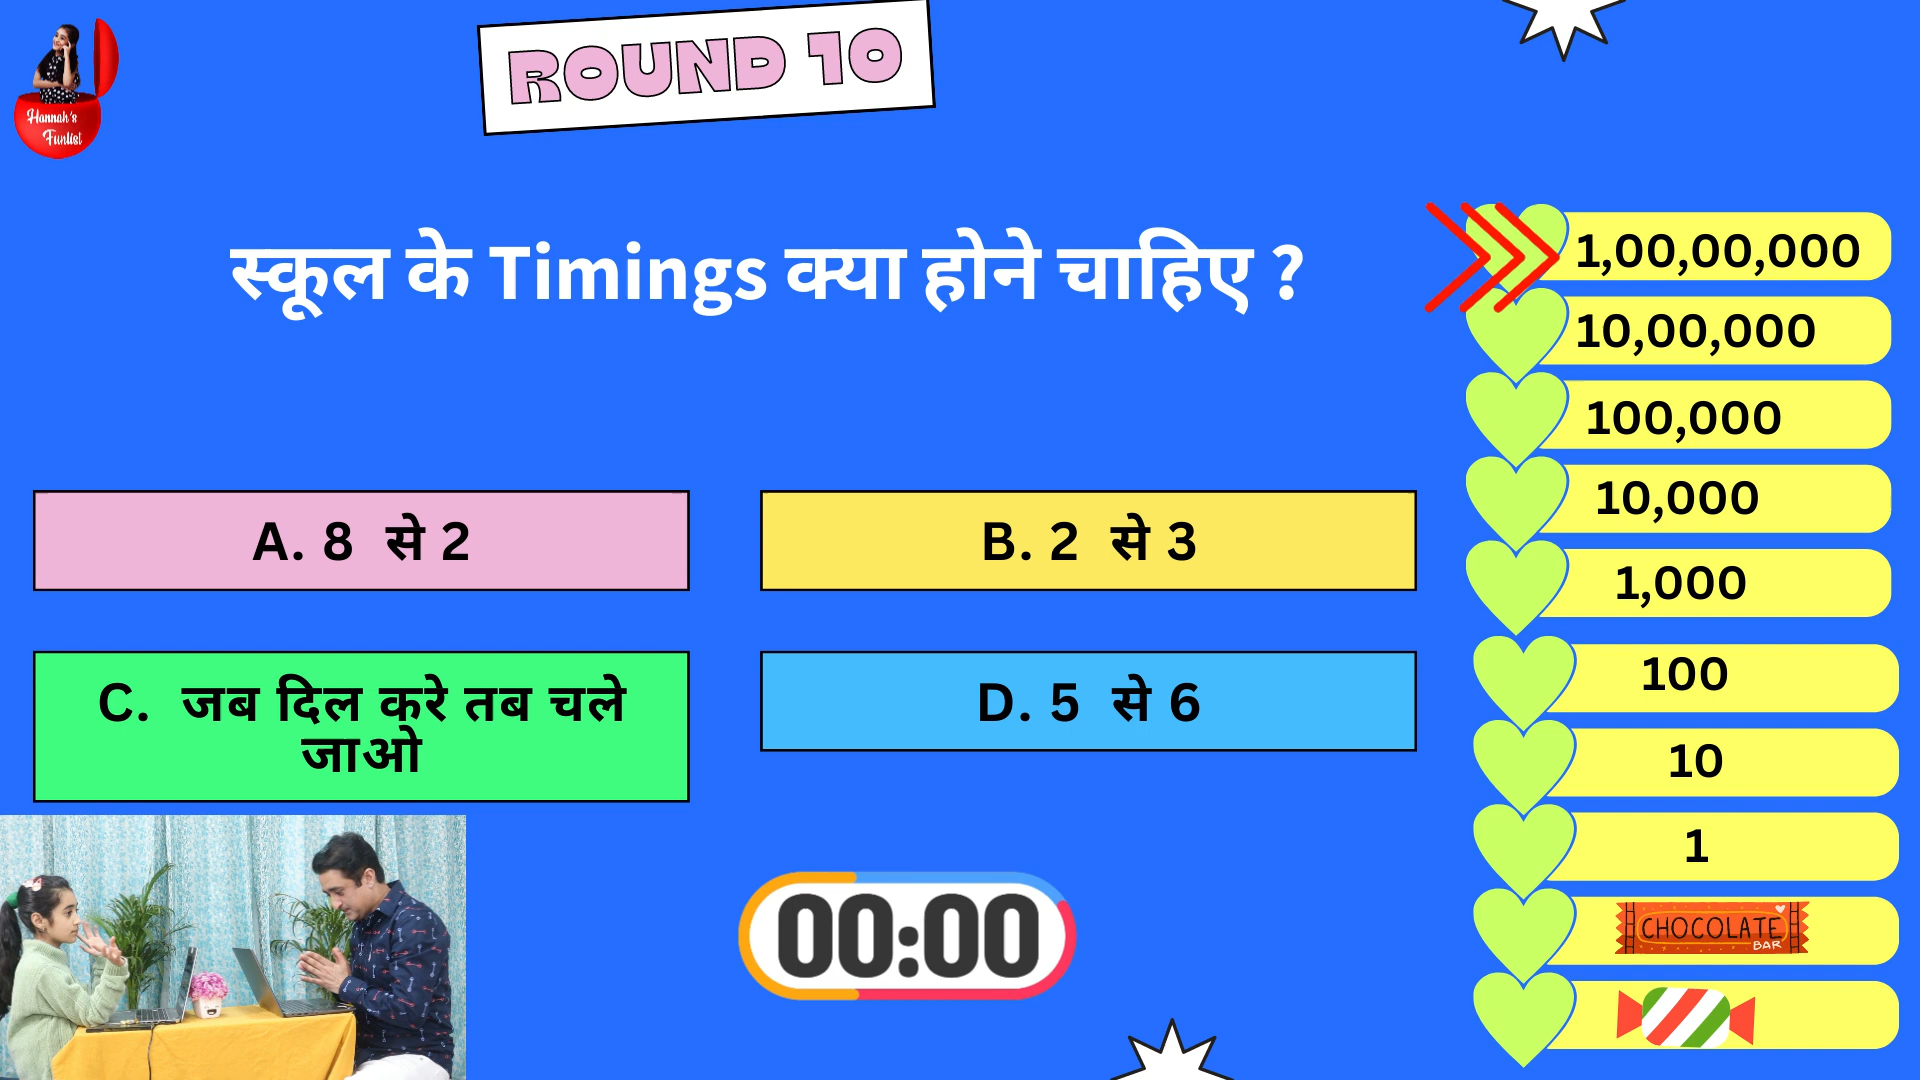 Hannah's
Funlist
ROUND 10
स्कूल के Timings क्या होने चाहिए ?
A. 8 से 2
B. 2 से 3
C. जब दिल करे तब चले
जाओ
D. 5 से 6
00:00
1,00,00,000
10,00,000
100,000
10,000
1,000
100
10
1
CHOCOLATE
BAR